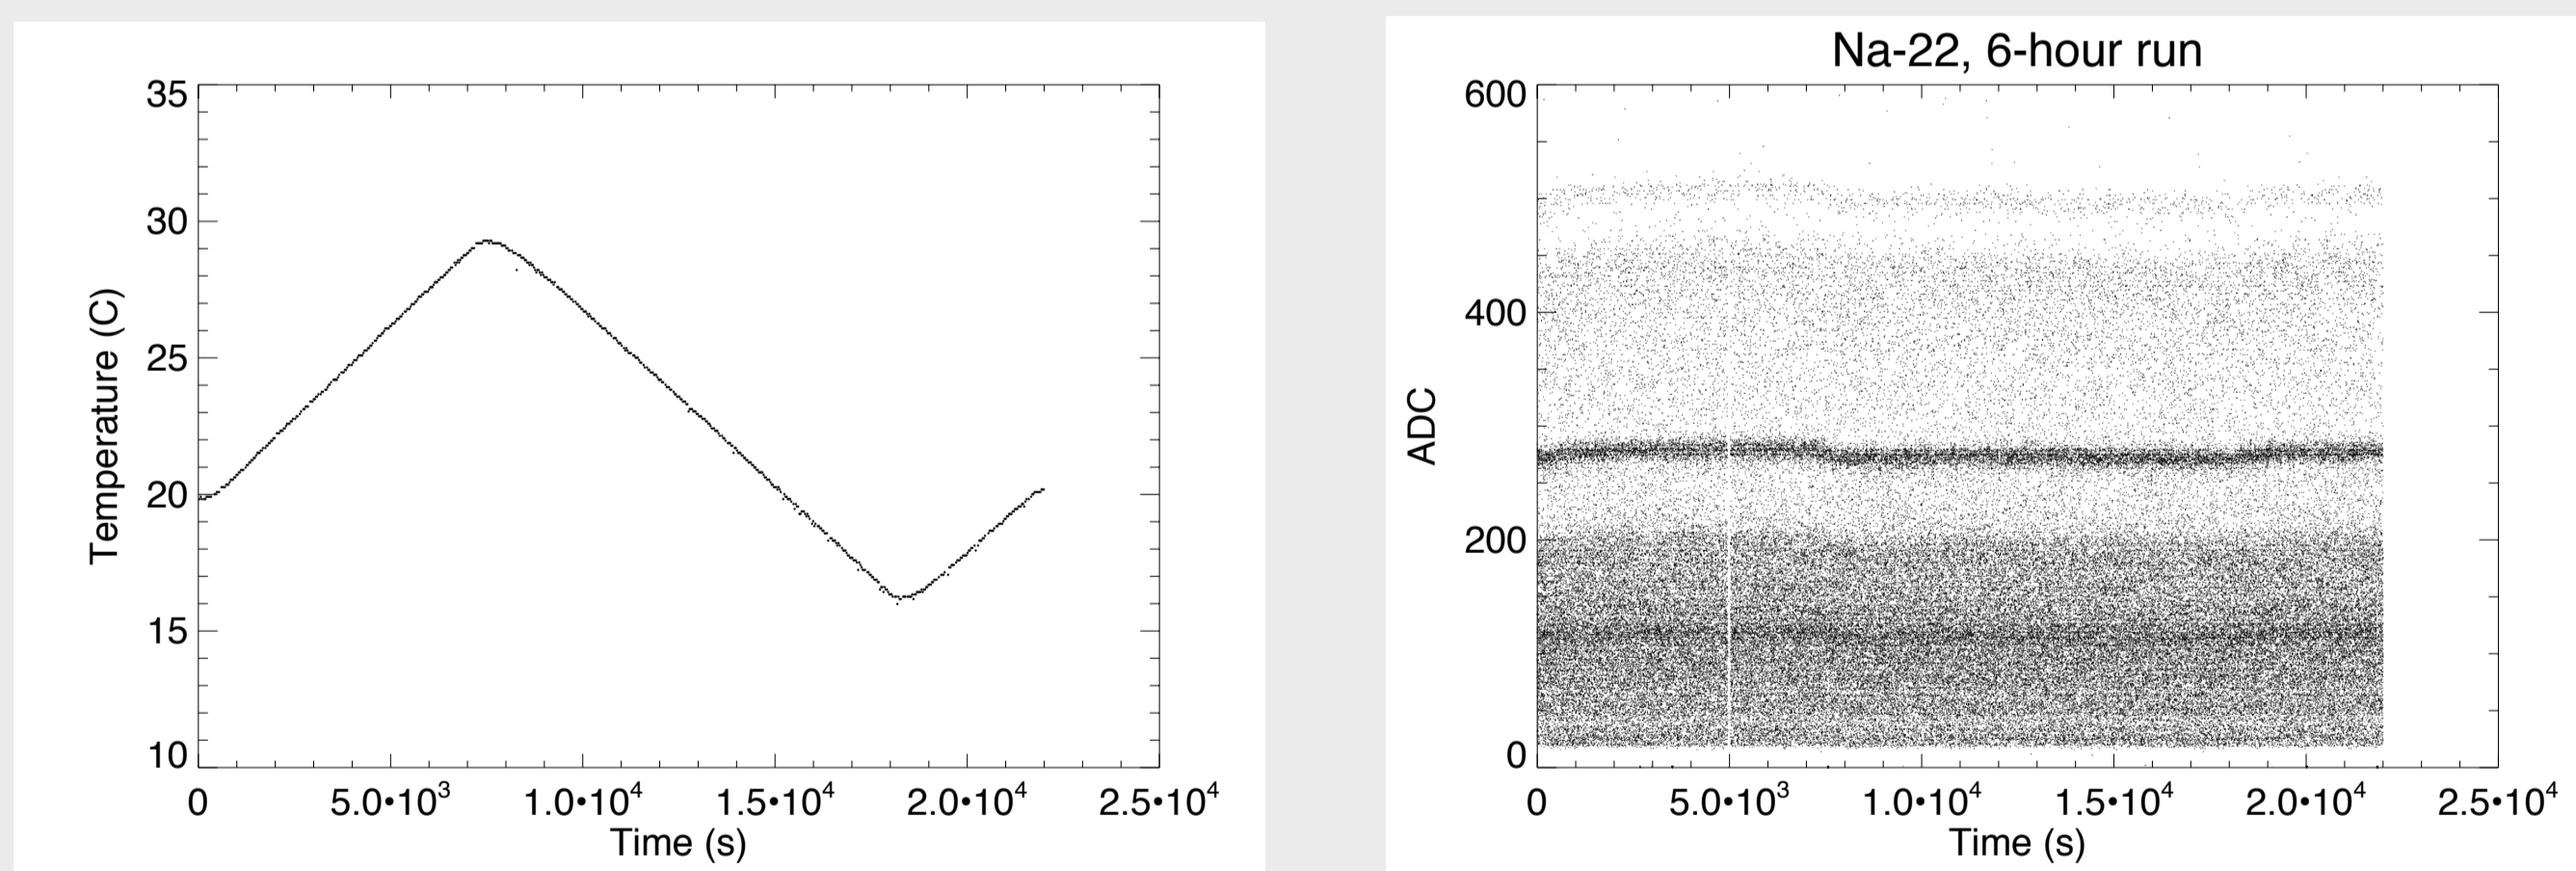 35
30
25
20
15
10
Temperature (C)
0 5.0•10³ 1.0•10⁴ 1.5•10⁴ 2.0•10⁴ 2.5•10⁴
Time (s)
Na-22, 6-hour run
600
400
200
0
ADC
0 5.0•10³ 1.0•10⁴ 1.5•10⁴ 2.0•10⁴ 2.5•10⁴
Time (s)